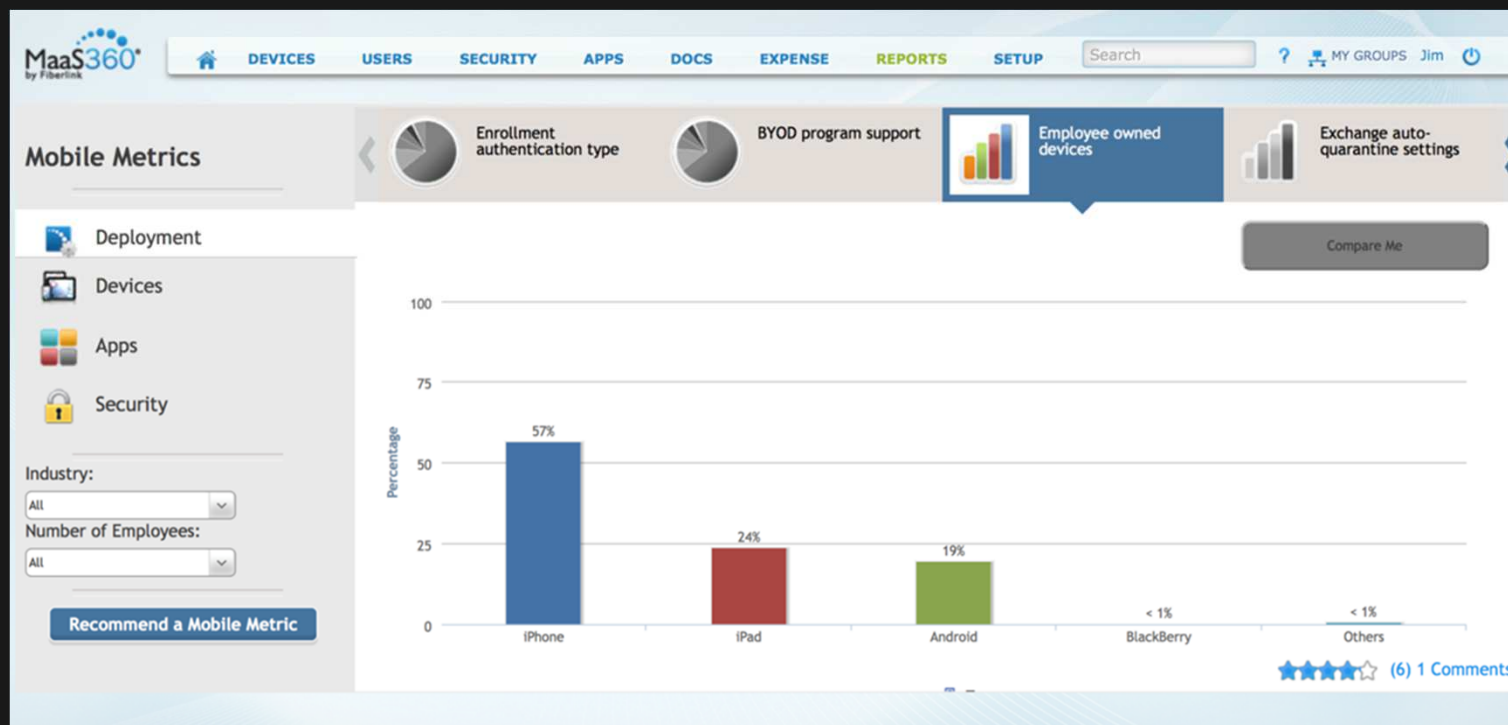 MaaS360
by Fiberlink
DEVICES USERS SECURITY APPS DOCS EXPENSE REPORTS SETUP Search ? MY GROUPS Jim
Mobile Metrics
Deployment
Devices
Apps
Security
Industry:
All
Number of Employees:
All
Recommend a Mobile Metric
Enrollment
authentication type
BYOD program support
Employee owned
devices
Exchange auto-
quarantine settings
Compare Me
Percentage
100
75
50
25
0
57%
24%
19%
< 1%
< 1%
iPhone iPad Android BlackBerry Others
(6) 1 Comments